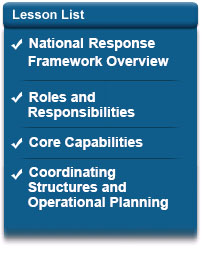 Lesson List
National Response
Framework Overview
Roles and
Responsibilities
Core Capabilities
Coordinating
Structures and
Operational Planning